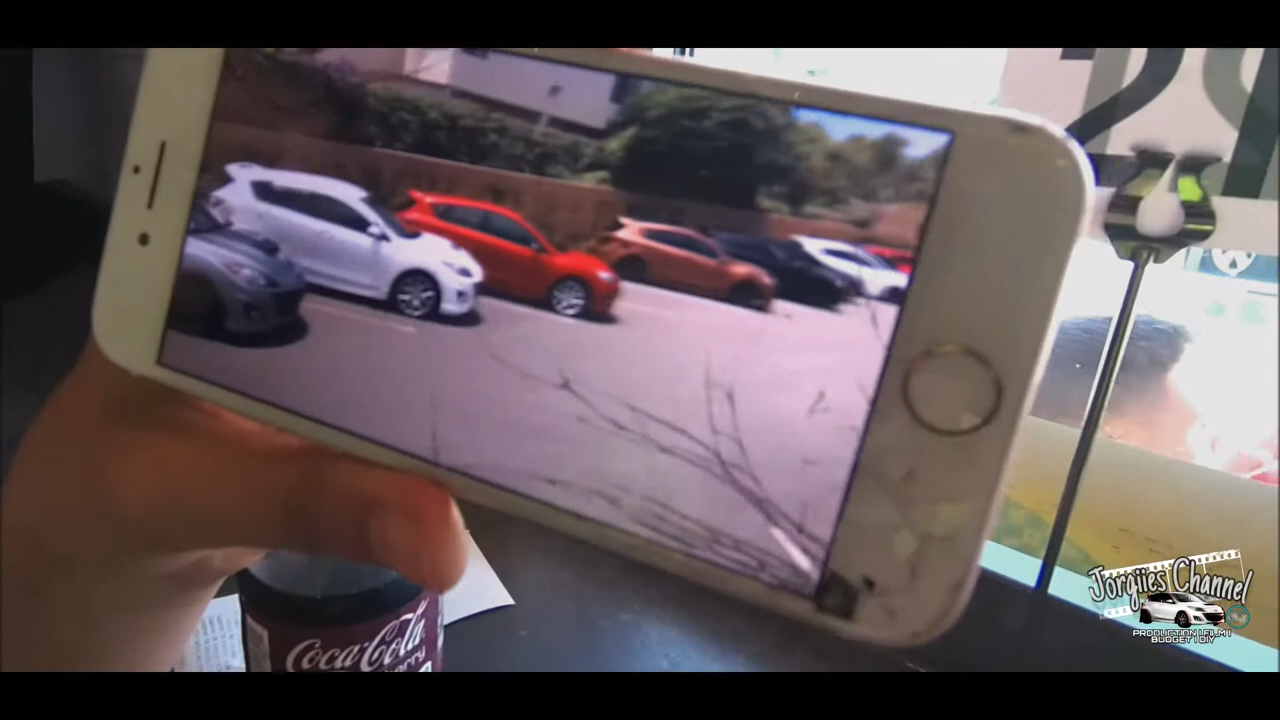 Coca-Cola
Jorgiies Channel
PRODUCTION | FILM |
BUDGET | DIY